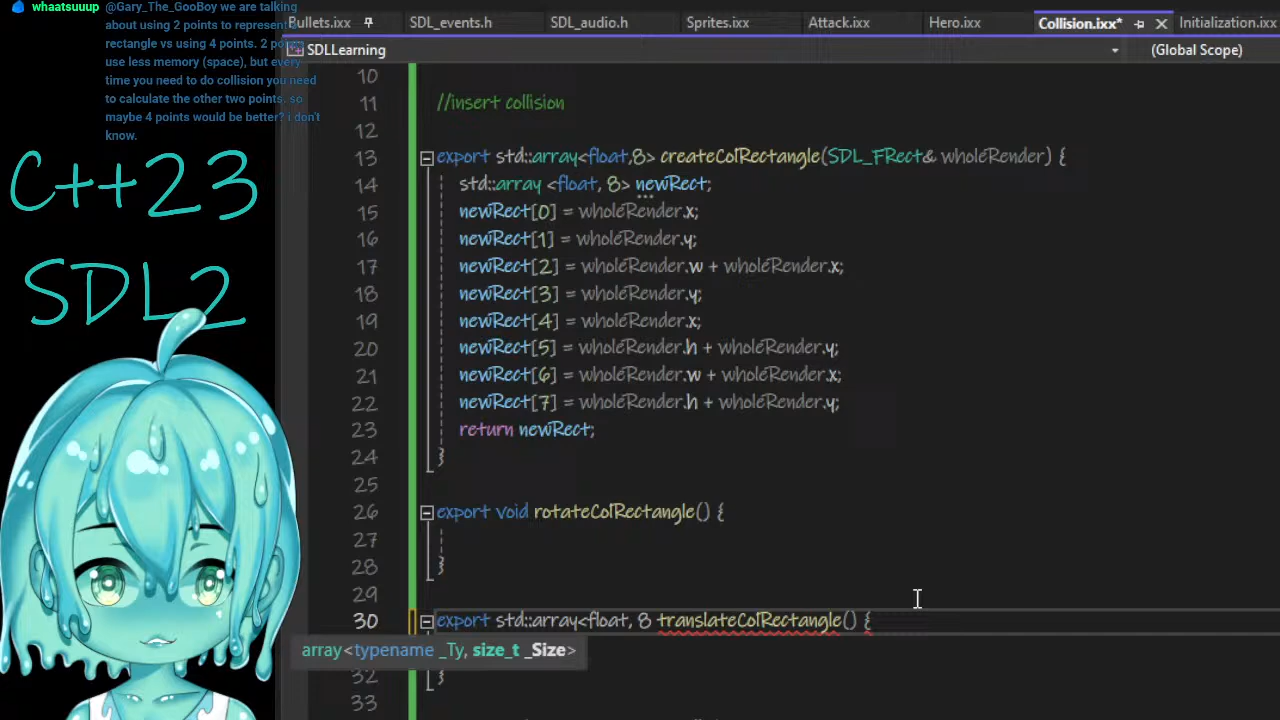 whaatsuuup @Gary_The_GooBoy we are talking
about using 2 points to represent
rectangle vs using 4 points. 2 poin
use less memory (space), but every
time you need to do collision you need
to calculate the other two points. so
maybe 4 points would be better? i don't
know.
C++23
SDL2
Bullets.ixx SDL_events.h SDL_audio.h Sprites.ixx Attack.ixx Hero.ixx Collision.ixx* Initialization.ixx
SDLLearning (Global Scope)
10
11 //insert collision
12
13 export std::array<float,8> createColRectangle(SDL_FRect& wholeRender) {
14 std::array <float, 8> newRect;
15 newRect[0] = wholeRender.x;
16 newRect[1] = wholeRender.y;
17 newRect[2] = wholeRender.w + wholeRender.x;
18 newRect[3] = wholeRender.y;
19 newRect[4] = wholeRender.x;
20 newRect[5] = wholeRender.h + wholeRender.y;
21 newRect[6] = wholeRender.w + wholeRender.x;
22 newRect[7] = wholeRender.h + wholeRender.y;
23 return newRect;
24 }
25
26 export void rotateColRectangle() {
27
28 }
29
30 export std::array<float, 8 translateColRectangle() {
array<typename _Ty, size_t _Size>
32 }
33